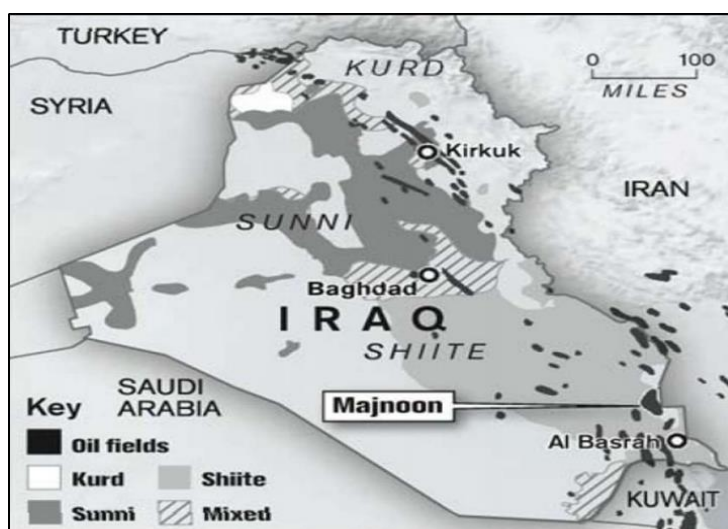 TURKEY
SYRIA
KURD
0 100
MILES
Kirkuk
IRAN
SUNNI
Baghdad
IRAQ
SHIITE
SAUDI
ARABIA
Majnoon
Al Basrah
KUWAIT
Key
Oil fields
Kurd Shiite
Sunni Mixed